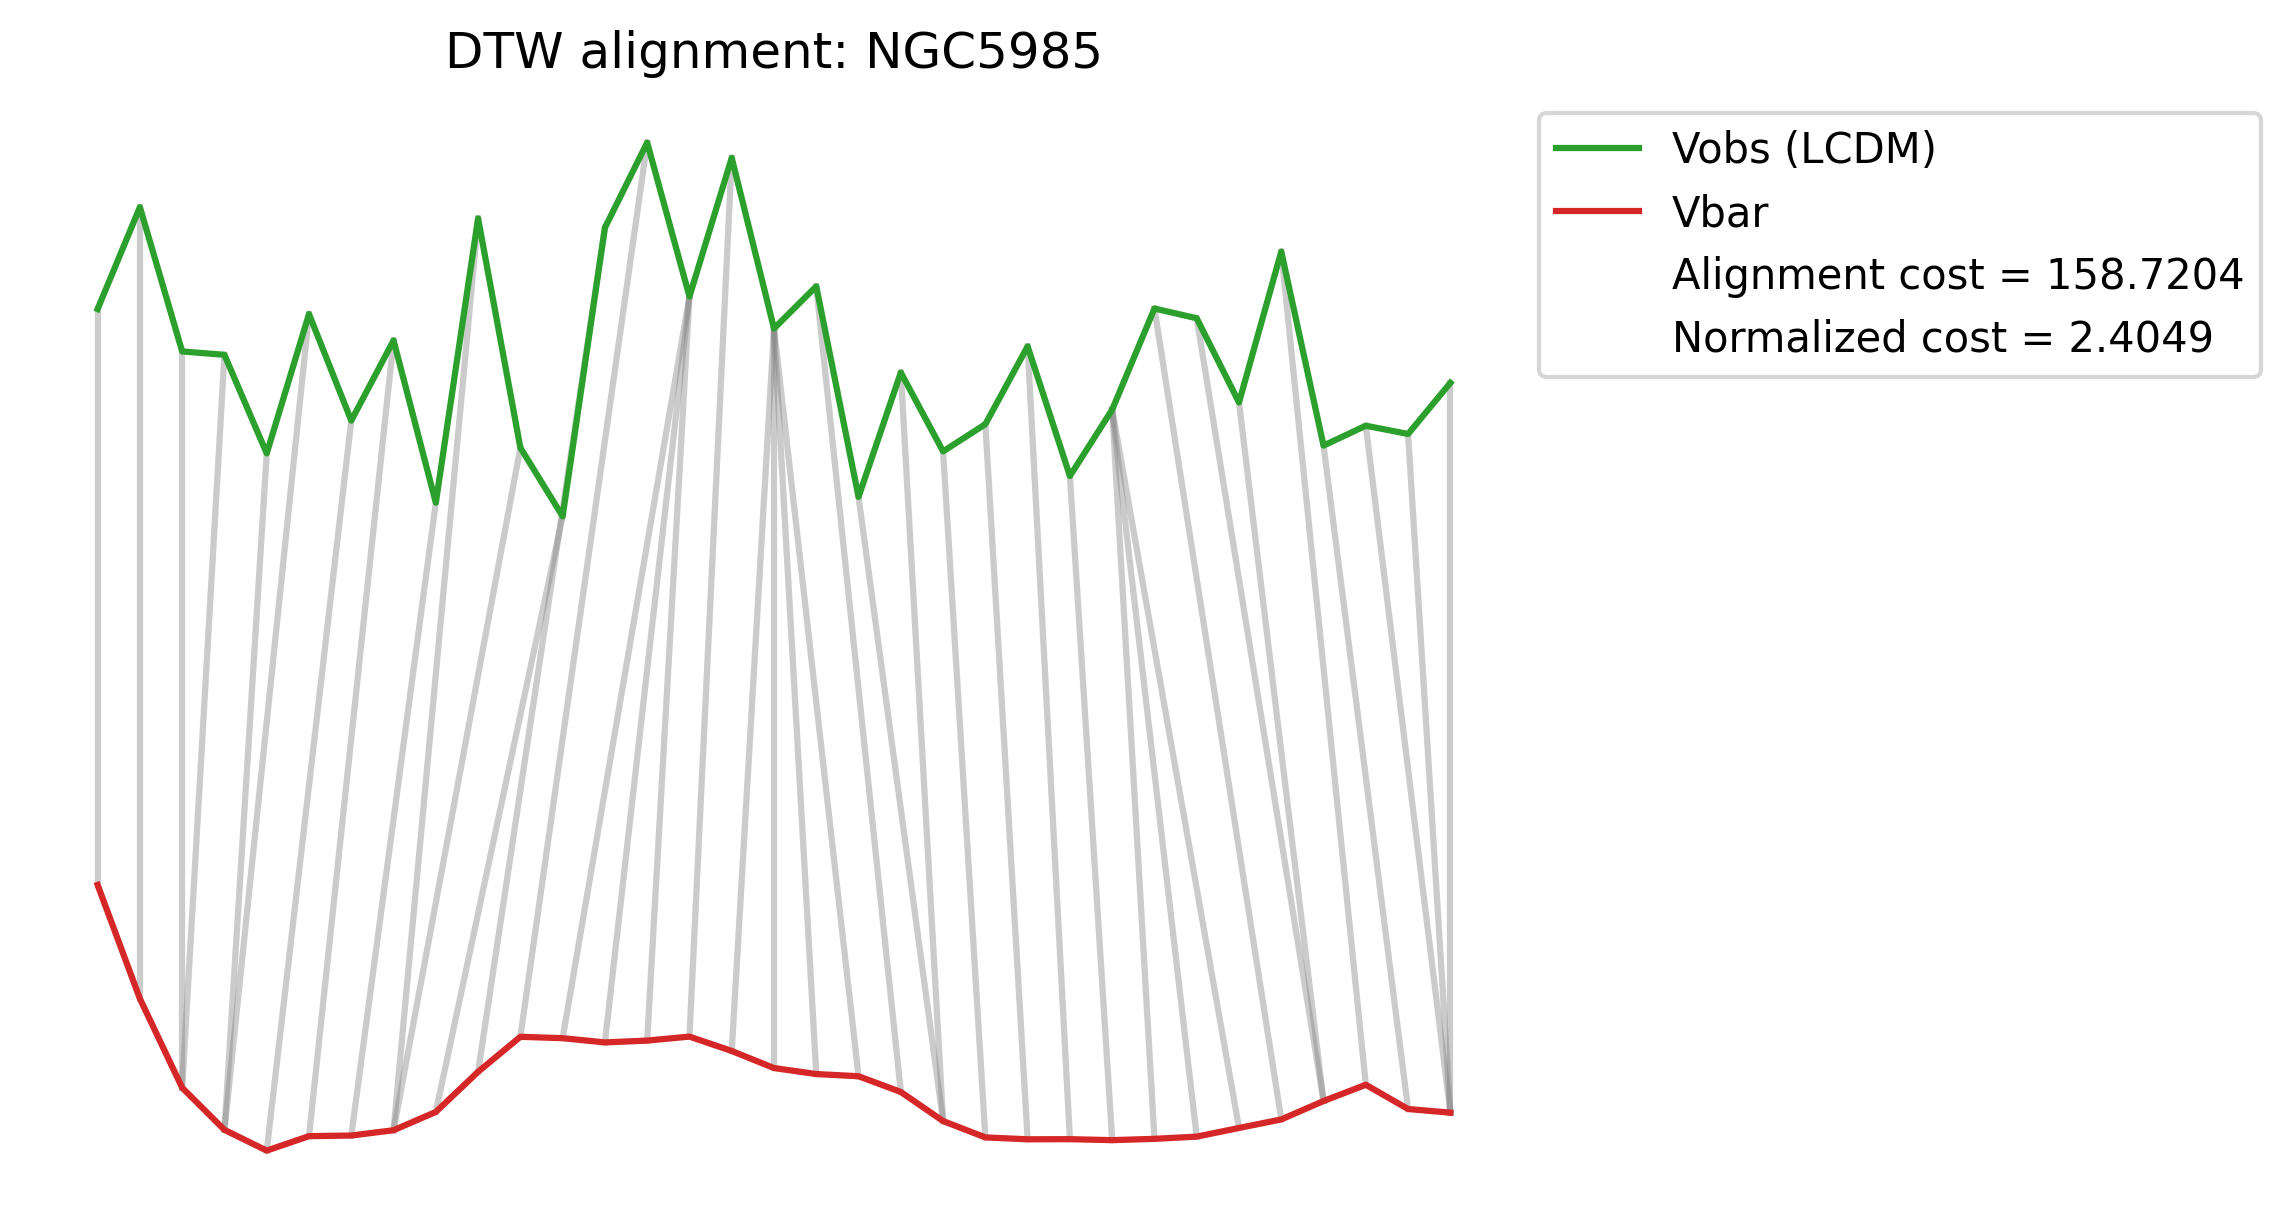 DTW alignment: NGC5985
Vobs (LCDM)
Vbar
Alignment cost = 158.7204
Normalized cost = 2.4049